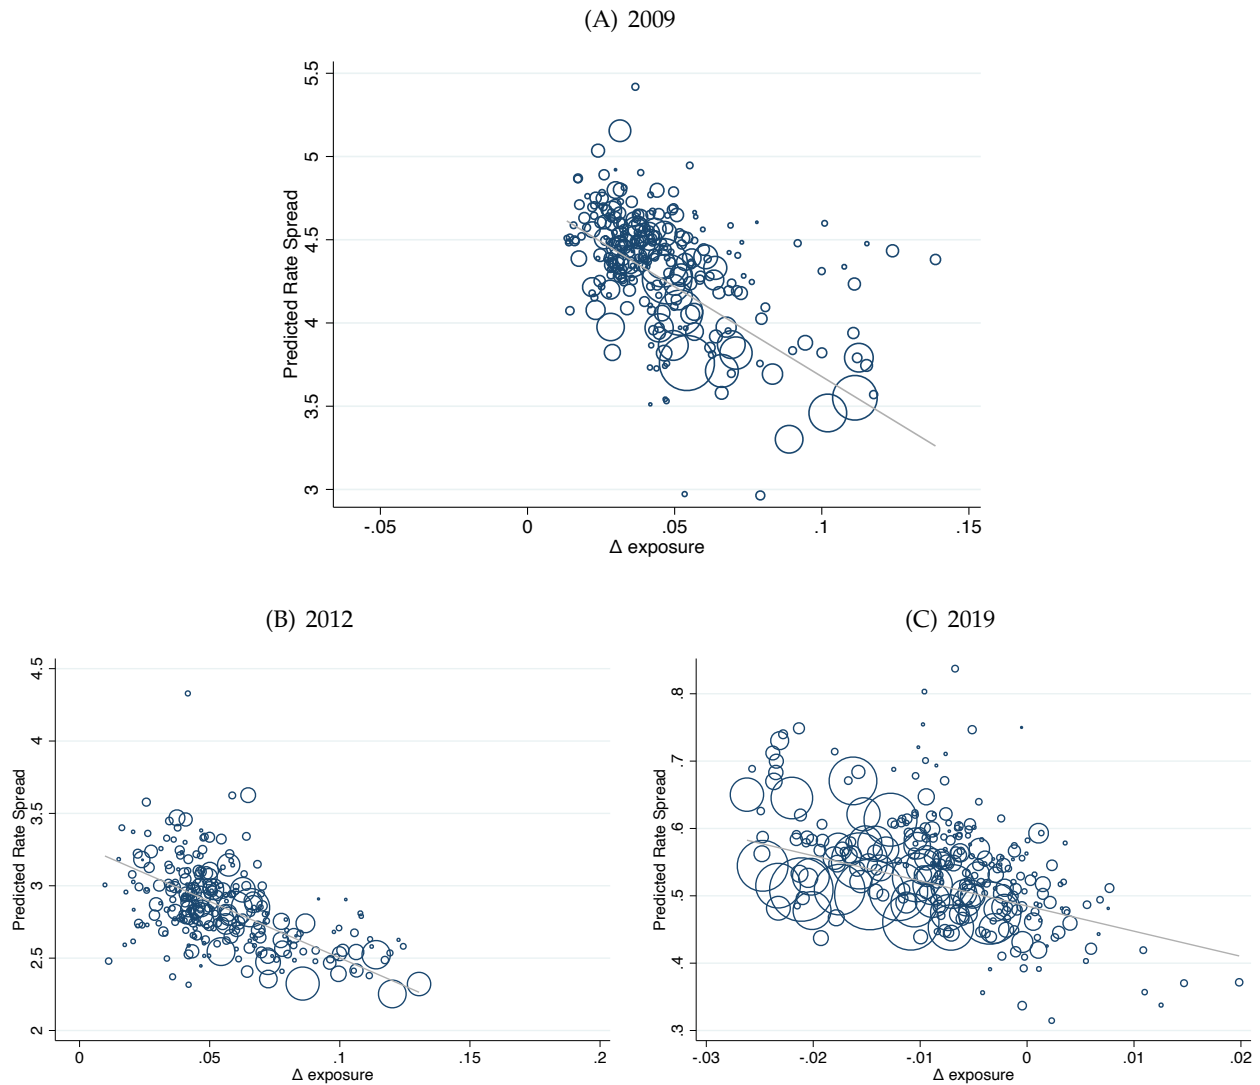 (A) 2009
5.5
5
4.5
4
3.5
3
Predicted Rate Spread
-.05 0 .05 .1 .15
Δ exposure
(B) 2012
4.5
4
3.5
3
2.5
2
Predicted Rate Spread
0 .05 .1 .15 .2
Δ exposure
(C) 2019
.8
.7
.6
.5
.4
.3
Predicted Rate Spread
-.03 -.02 -.01 0 .01 .02
Δ exposure